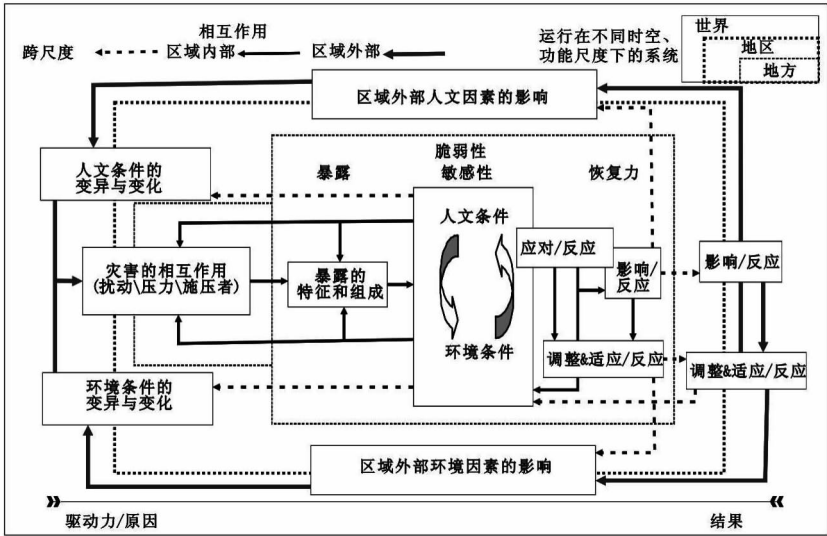 相互作用
跨尺度
区域内部
区域外部
运行在不同时空、
功能尺度下的系统
世界
地区
地方
区域外部人文因素的影响
人文条件的
变异与变化
脆弱性
暴露
敏感性
恢复力
人文条件
应对/反应
灾害的相互作用
(扰动\压力\施压者)
暴露的
特征和组成
影响/
反应
影响/反应
环境条件
调整&适应/反应
调整&适应/反应
环境条件的
变异与变化
区域外部环境因素的影响
驱动力/原因
结果